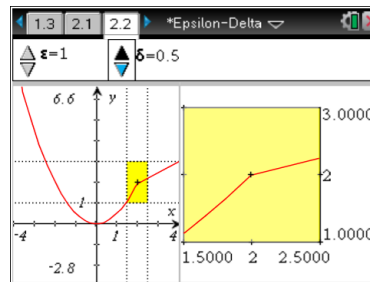 1.3 2.1 2.2 *Epsilon-Delta
ε=1 δ=0.5
6.6 y
1
x
-4 1 4
-2.8
3.0000
2
1.0000
1.5000 2 2.5000